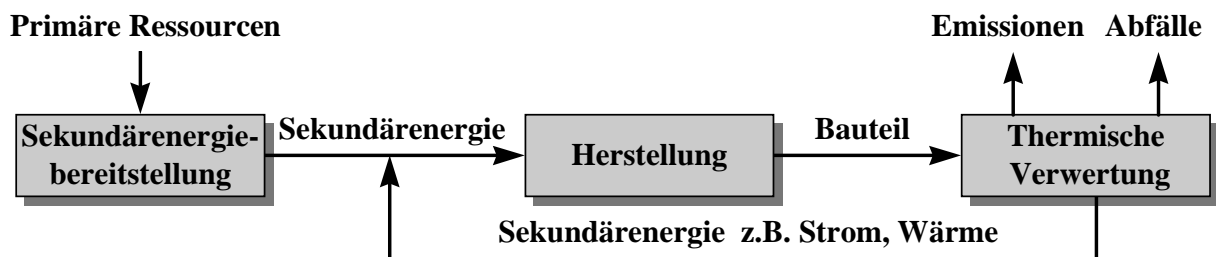 Primäre Ressourcen
Emissionen Abfälle
Sekundärenergie-
bereitstellung
Sekundärenergie
Herstellung
Bauteil
Thermische
Verwertung
Sekundärenergie z.B. Strom, Wärme